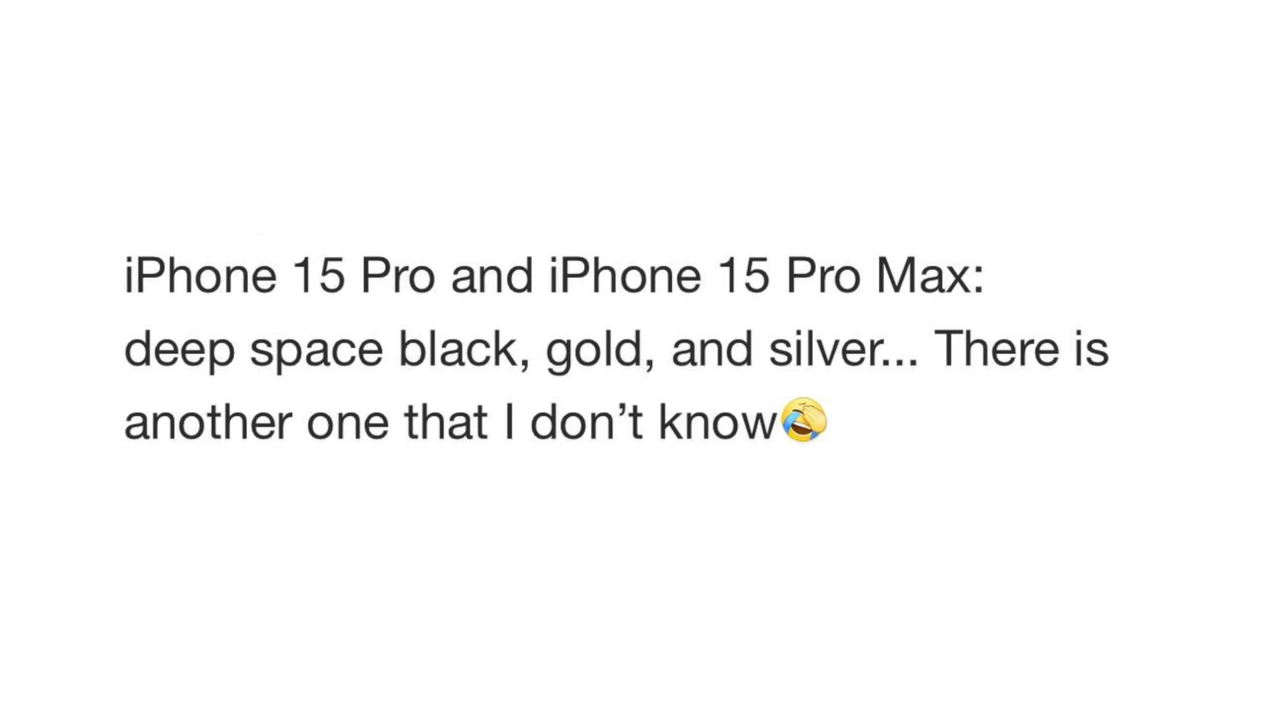 iPhone 15 Pro and iPhone 15 Pro Max:
deep space black, gold, and silver... There is
another one that I don’t know🤣